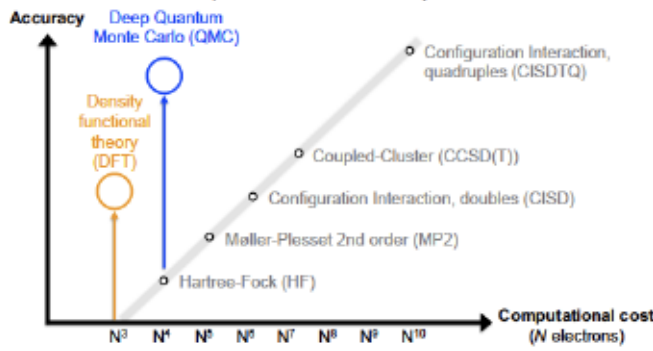 Accuracy
Deep Quantum
Monte Carlo (QMC)
Density
functional
theory
(DFT)
Configuration Interaction,
quadruples (CISDTQ)
Coupled-Cluster (CCSD(T))
Configuration Interaction, doubles (CISD)
Møller-Plesset 2nd order (MP2)
Hartree-Fock (HF)
N³ N⁴ N⁵ N⁶ N⁷ N⁸ N⁹ N¹⁰
Computational cost
(N electrons)